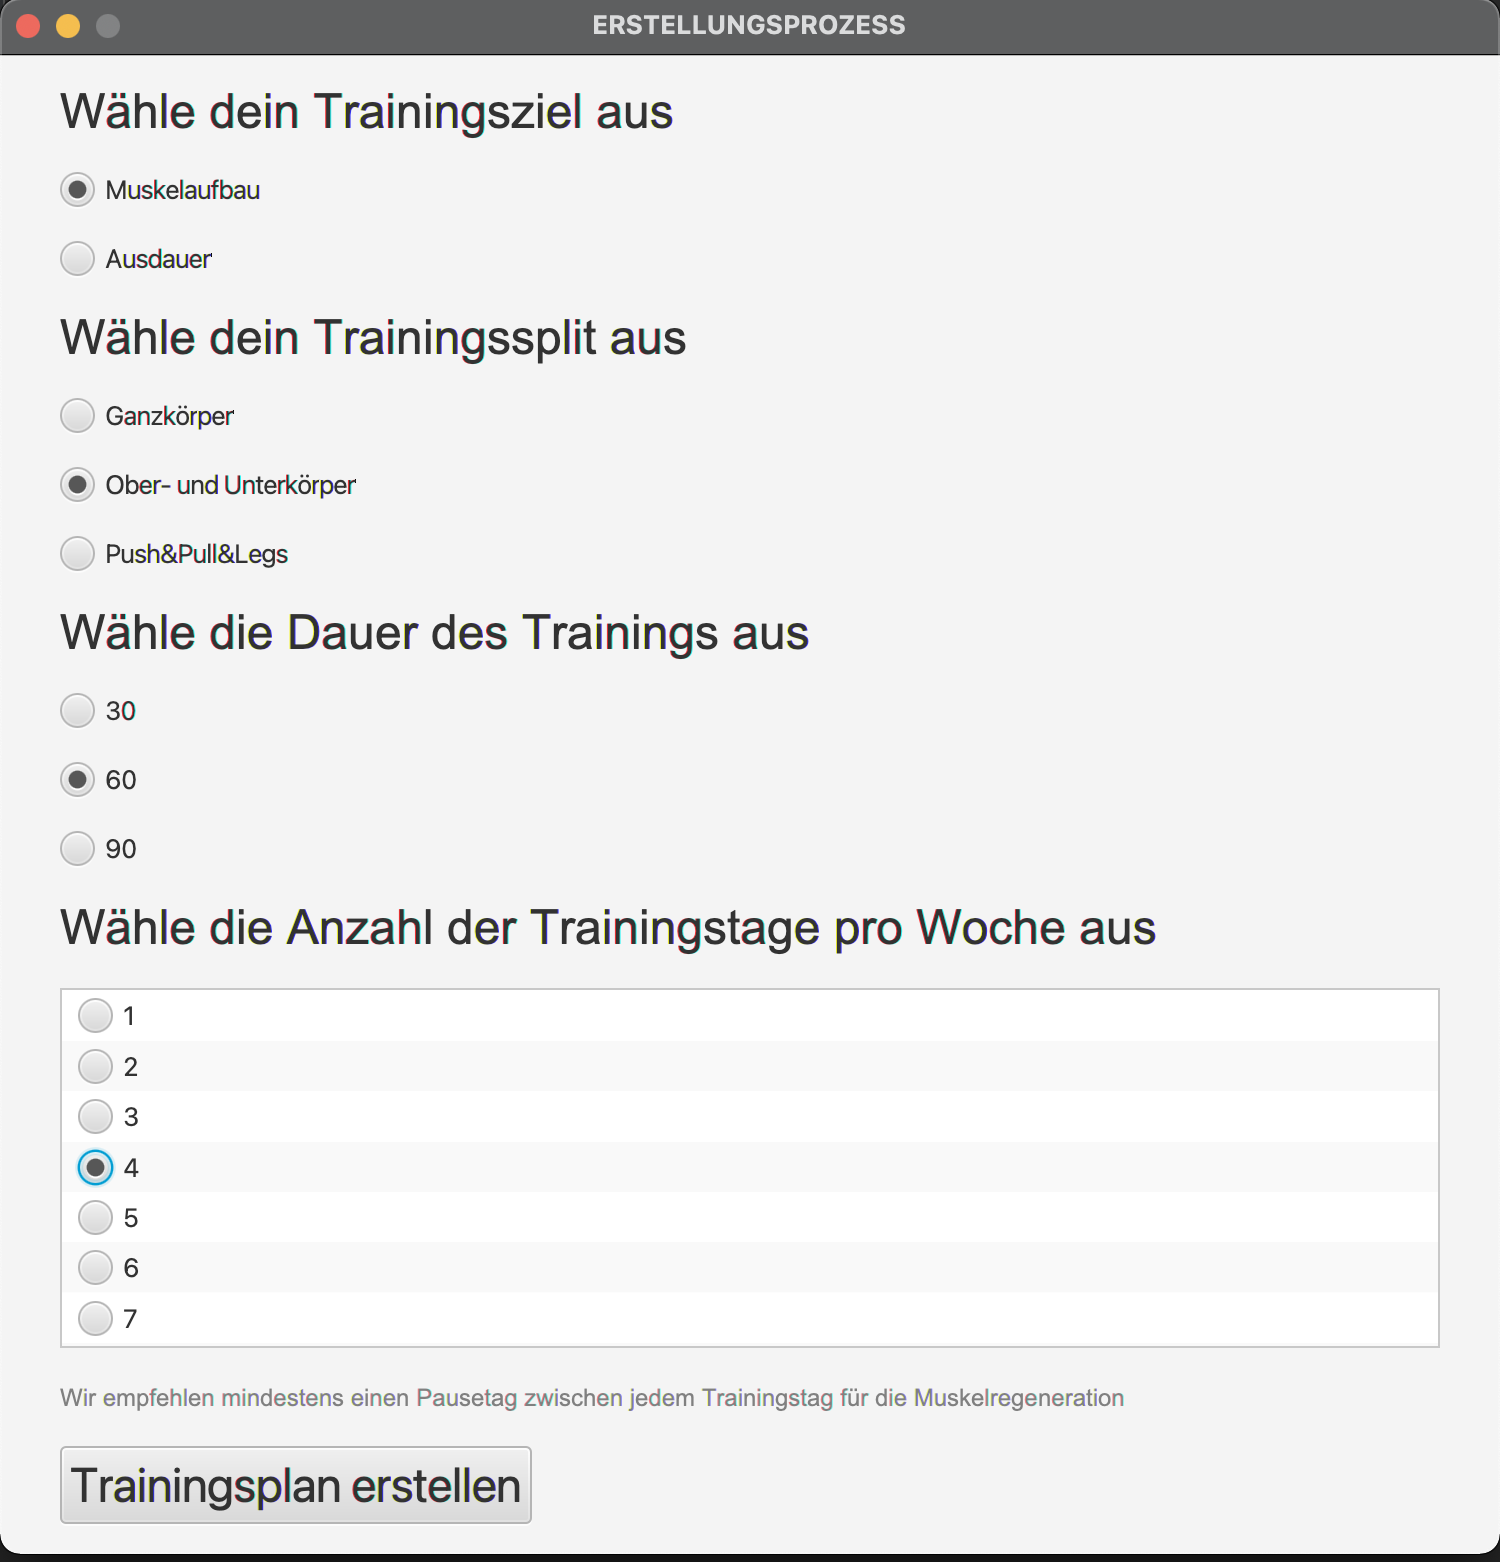 ERSTELLUNGSPROZESS
Wähle dein Trainingsziel aus
Muskelaufbau
Ausdauer
Wähle dein Trainingssplit aus
Ganzkörper
Ober- und Unterkörper
Push&Pull&Legs
Wähle die Dauer des Trainings aus
30
60
90
Wähle die Anzahl der Trainingstage pro Woche aus
1
2
3
4
5
6
7
Wir empfehlen mindestens einen Pausetag zwischen jedem Trainingstag für die Muskelregeneration
Trainingsplan erstellen